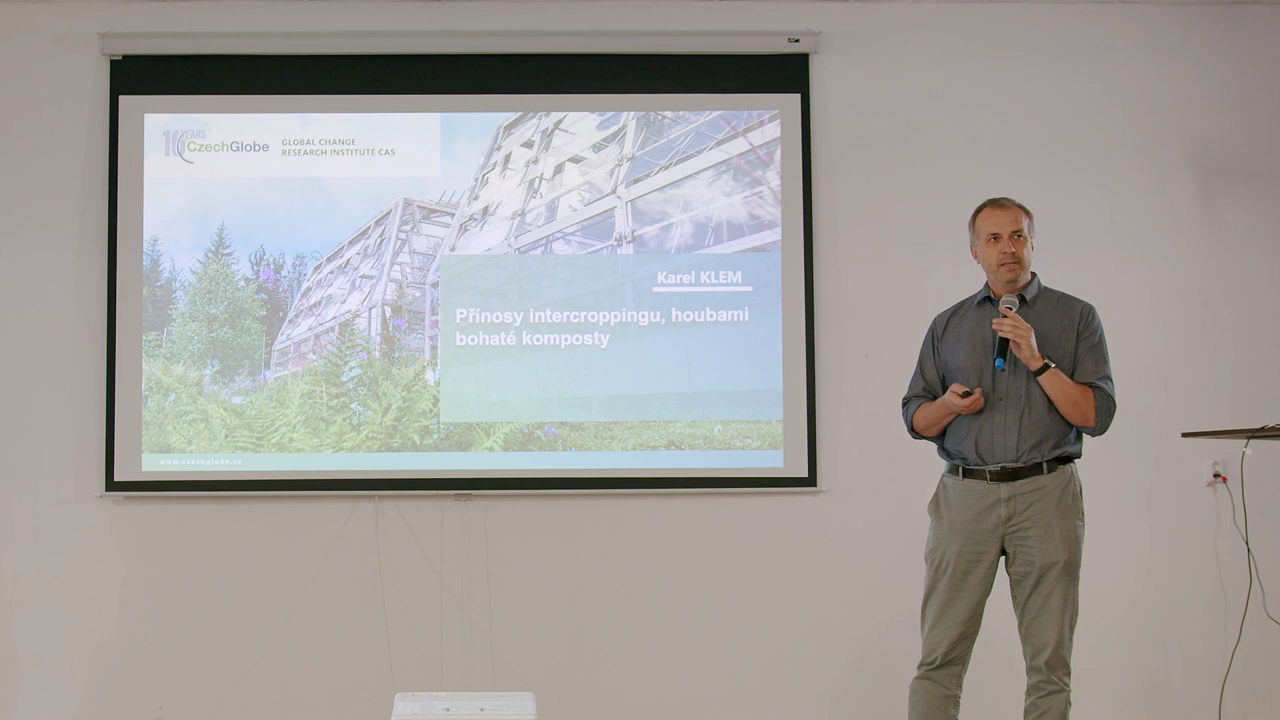 10 YEARS
CzechGlobe
GLOBAL CHANGE
RESEARCH INSTITUTE CAS
Karel KLEM
Přínosy intercroppingu, houbami
bohaté komposty
www.czechglobe.cz